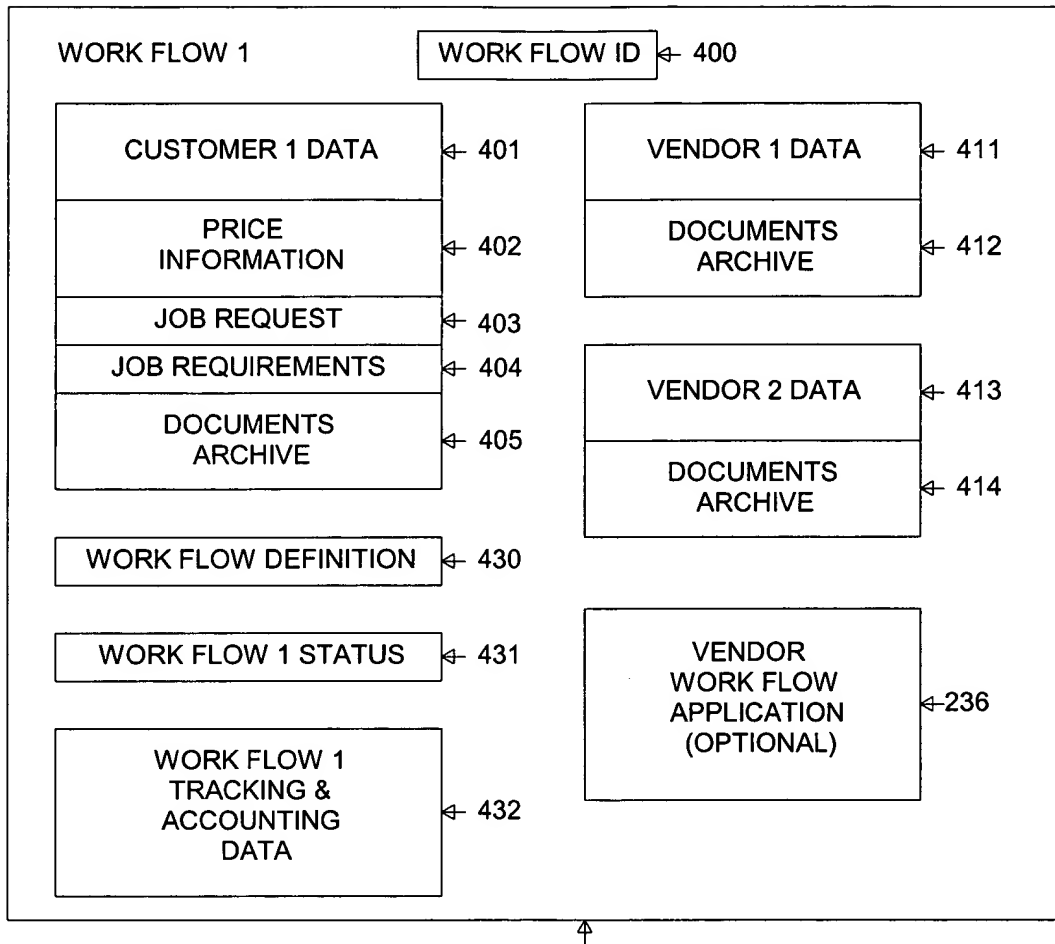 WORK FLOW 1
WORK FLOW ID
400
CUSTOMER 1 DATA
401
PRICE
INFORMATION
402
JOB REQUEST
403
JOB REQUIREMENTS
404
DOCUMENTS
ARCHIVE
405
VENDOR 1 DATA
411
DOCUMENTS
ARCHIVE
412
VENDOR 2 DATA
413
DOCUMENTS
ARCHIVE
414
WORK FLOW DEFINITION
430
WORK FLOW 1 STATUS
431
WORK FLOW 1
TRACKING &
ACCOUNTING
DATA
432
VENDOR
WORK FLOW
APPLICATION
(OPTIONAL)
236